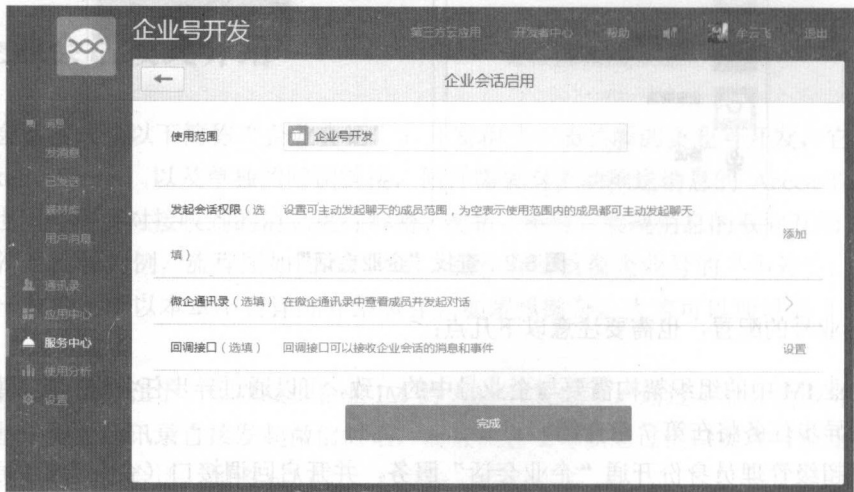 企业号开发
第三方云应用 开发者中心 帮助 牟云飞 退出
企业会话启用
消息
发消息
已发送
素材库
用户消息
通讯录
应用中心
服务中心
使用分析
设置
使用范围 企业号开发
发起会话权限（选填） 设置可主动发起聊天的成员范围，为空表示使用范围内的成员都可主动发起聊天 添加
微企通讯录（选填） 在微企通讯录中查看成员并发起对话
回调接口（选填） 回调接口可以接收企业会话的消息和事件 设置
完成